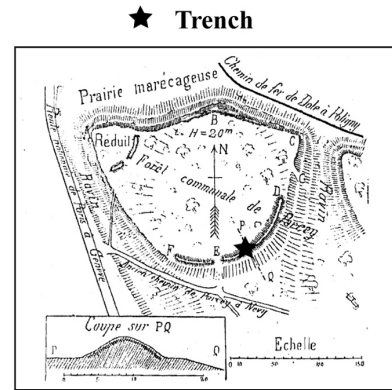 ★ Trench
Chemin de fer de Dole à Poligny
Prairie marécageuse
A
B
C
H = 20m
Réduit
N
Forêt
communale de
Parcey
D
Ravin
Ravin
Route nationale de Paris à Genève
P
F
E
Q
chemin de Parcey à Nevy
Coupe sur PQ
P
Q
Echelle
0
50
100
150